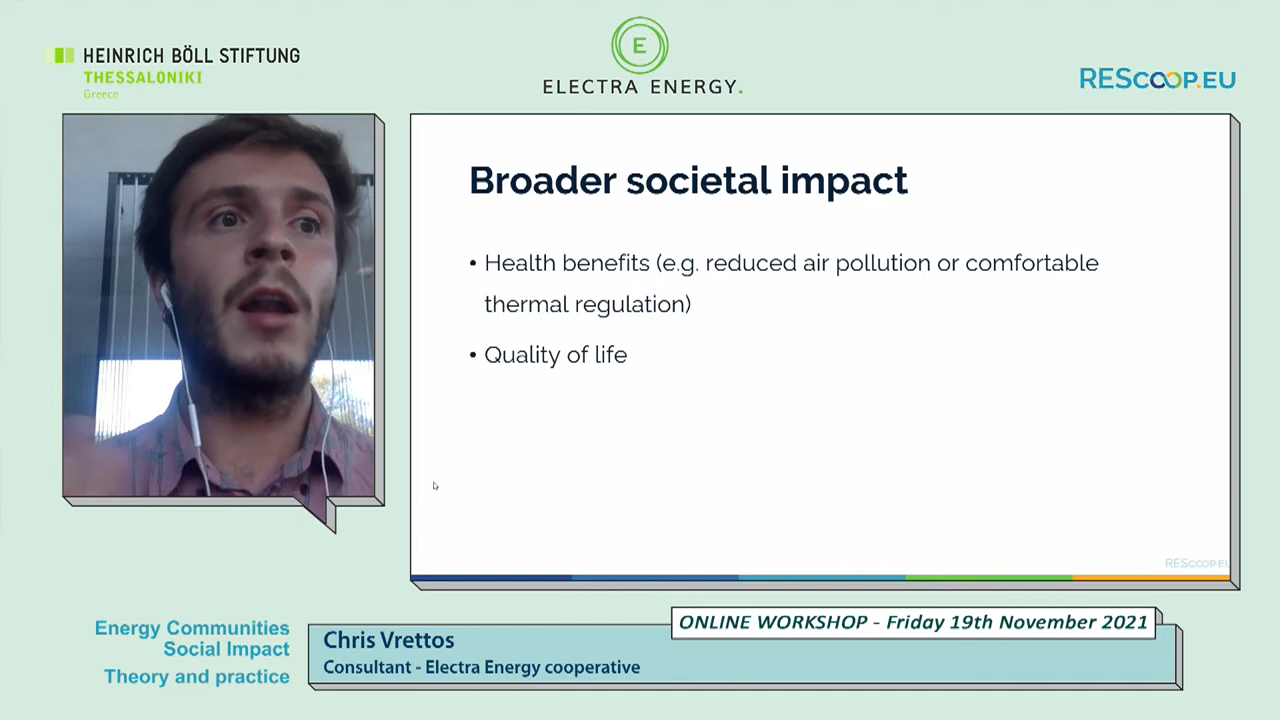 HEINRICH BÖLL STIFTUNG
THESSALONIKI
Greece
E
ELECTRA ENERGY.
REScoop.EU
Broader societal impact
• Health benefits (e.g. reduced air pollution or comfortable
thermal regulation)
• Quality of life
REScoop.EU
Energy Communities
Social Impact
Theory and practice
ONLINE WORKSHOP - Friday 19th November 2021
Chris Vrettos
Consultant - Electra Energy cooperative